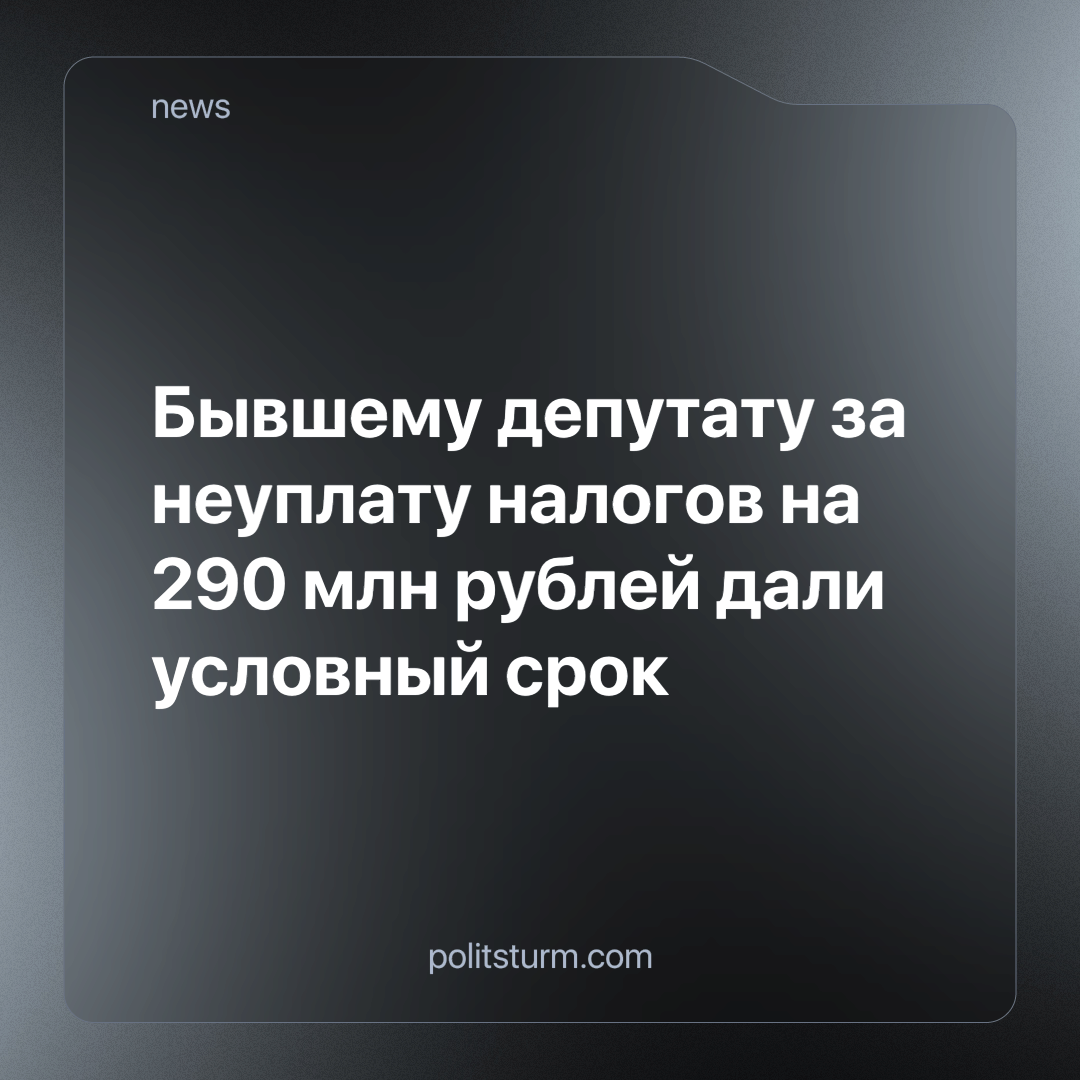 news
Бывшему депутату за
неуплату налогов на
290 млн рублей дали
условный срок
politsturm.com